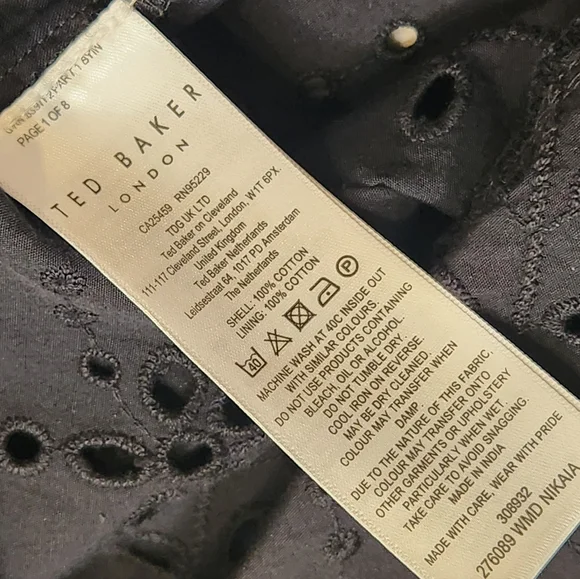 PAGE 1 OF 8
TED BAKER
LONDON
CA25459 RN95229
TDG UK LTD
Ted Baker on Cleveland
111-117 Cleveland Street, London, W1T 6PX
United Kingdom
Ted Baker Netherlands
Leidsestraat 64, 1017 PD Amsterdam
The Netherlands
SHELL: 100% COTTON
LINING: 100% COTTON
40 P
MACHINE WASH AT 40C INSIDE OUT
WITH SIMILAR COLOURS.
DO NOT USE PRODUCTS CONTAINING
BLEACH, OIL OR ALCOHOL.
DO NOT TUMBLE DRY.
COOL IRON ON REVERSE.
MAY BE DRY CLEANED.
COLOUR MAY TRANSFER WHEN
DAMP.
DUE TO THE NATURE OF THIS FABRIC,
COLOUR MAY TRANSFER ONTO
OTHER GARMENTS OR UPHOLSTERY
PARTICULARLY WHEN WET
TAKE CARE TO AVOID SNAGGING.
MADE IN INDIA
MADE WITH CARE, WEAR WITH PRIDE
308932
276089 WMD NIKAIA